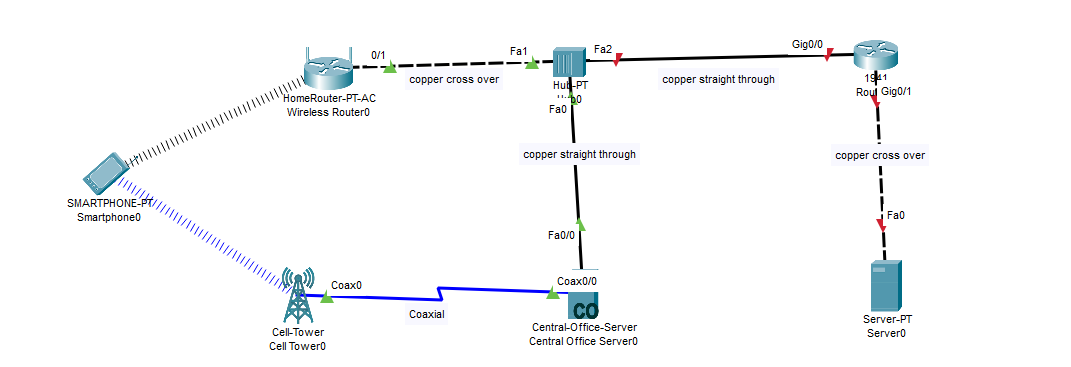 0/1
Fa1
Fa2
Gig0/0
copper cross over
copper straight through
HomeRouter-PT-AC
Wireless Router0
Hub-PT
Fa0
1941
Gig0/1
copper straight through
copper cross over
SMARTPHONE-PT
Smartphone0
Fa0/0
Fa0
Coax0
Coax0/0
Coaxial
CO
Cell-Tower
Cell Tower0
Central-Office-Server
Central Office Server0
Server-PT
Server0